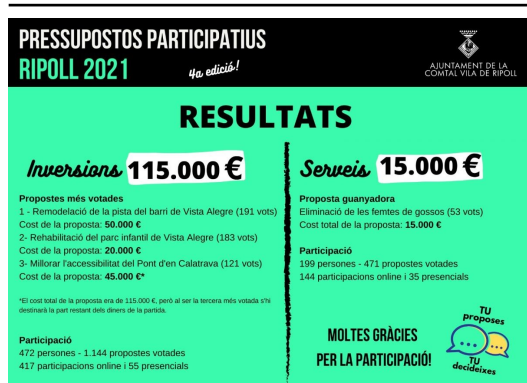 PRESSUPOSTOS PARTICIPATIUS
RIPOLL 2021
4a edició!
AJUNTAMENT DE LA
COMTAL VILA DE RIPOLL
RESULTATS
Inversions 115.000 €
Propostes més votades
1 - Remodelació de la pista del barri de Vista Alegre (191 vots)
Cost de la proposta: 50.000 €
2- Rehabilitació del parc infantil de Vista Alegre (183 vots)
Cost de la proposta: 20.000 €
3- Millorar l'accessibilitat del Pont d'en Calatrava (121 vots)
Cost de la proposta: 45.000 €*
*El cost total de la proposta era de 115.000 €, però al ser la tercera més votada s'hi
destinarà la part restant dels diners de la partida.
Participació
472 persones - 1.144 propostes votades
417 participacions online i 55 presencials
Serveis 15.000 €
Proposta guanyadora
Eliminació de les femtes de gossos (53 vots)
Cost total de la proposta: 15.000 €
Participació
199 persones - 471 propostes votades
144 participacions online i 35 presencials
MOLTES GRÀCIES
PER LA PARTICIPACIÓ!
TU
proposes
TU
decideixes